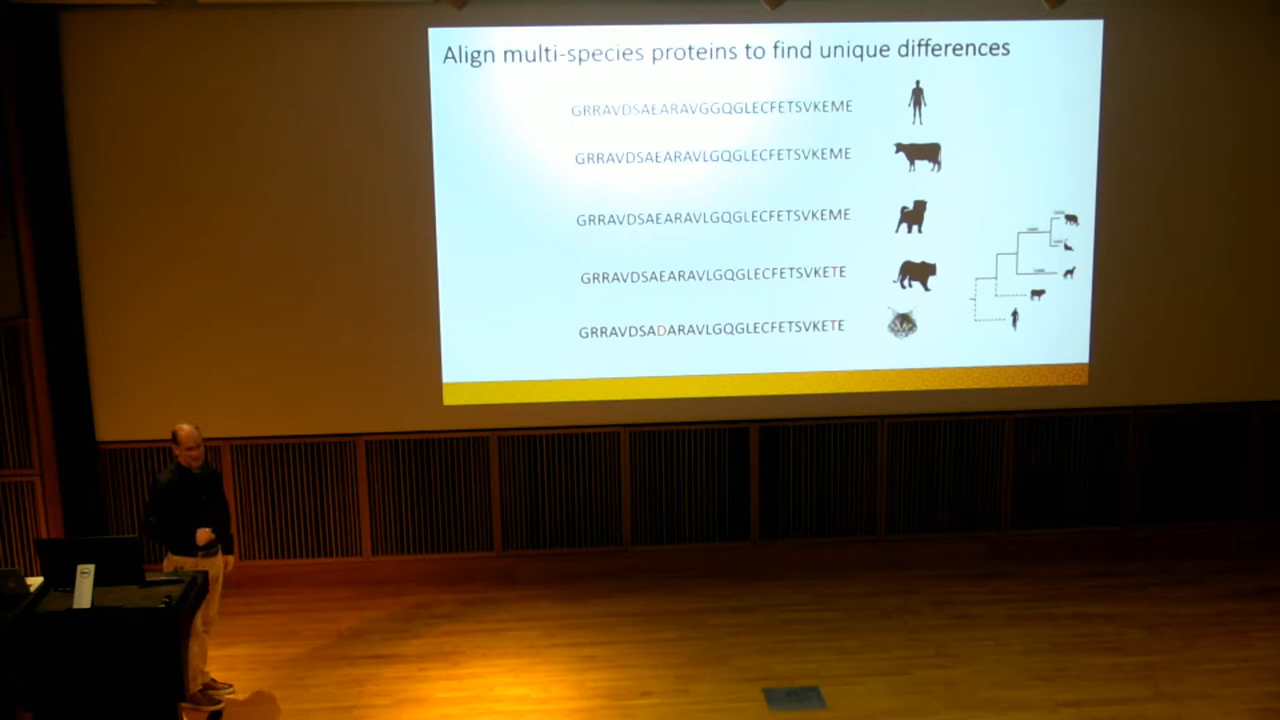 Align multi-species proteins to find unique differences
GRRAVDSAEARAVGGQGLECFETSVKEME
GRRAVDSAEARAVLGQGLECFETSVKEME
GRRAVDSAEARAVLGQGLECFETSVKEME
GRRAVDSAEARAVLGQGLECFETSVKETE
GRRAVDSADARAVLGQGLECFETSVKETE